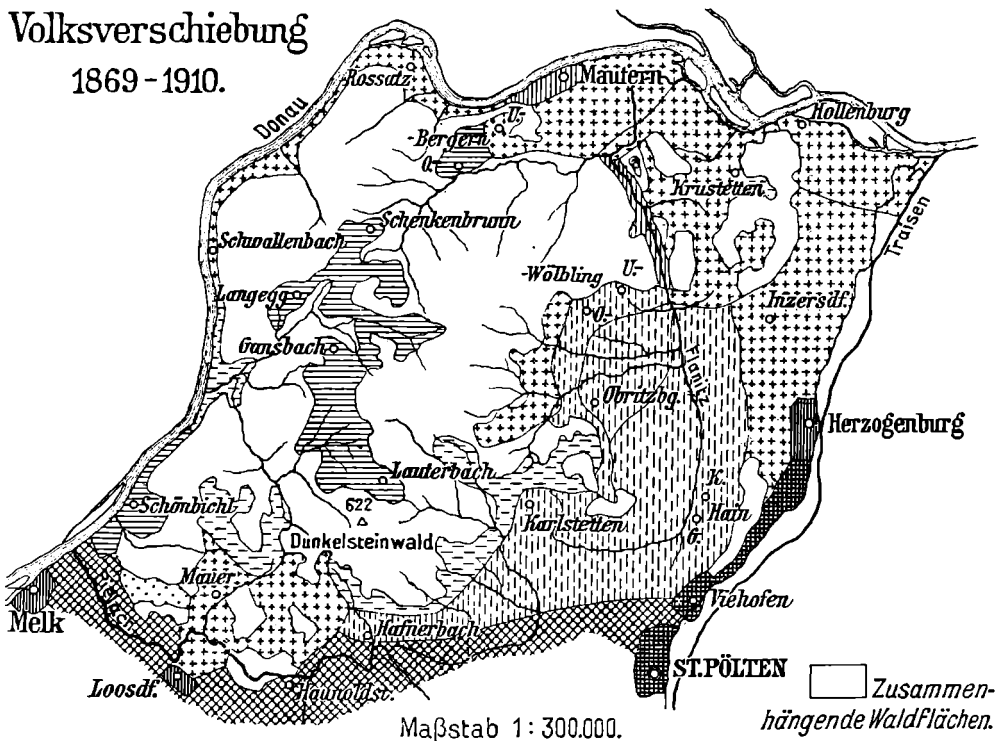 Volksverschiebung
1869-1910.
Rossatz
Mautern
Donau
U.-
-Bergern
O.-
Hollenburg
Krustetten
Traisen
Schenkenbrunn
Schwallenbach
-Wölbling
U.-
O.-
Langegg
Inzersdf.
Gansbach
Flanitz
Obritzbg.
Herzogenburg
Lauterbach
K.
Hain
G.
Schönbichl
622
Karlstetten
Dunkelsteinwald
Mauer
Melk
Viehofen
Hafnerbach
Loosdf.
Haunoldst.
ST.PÖLTEN
Zusammen-
hängende Waldflächen.
Maßstab 1:300.000.